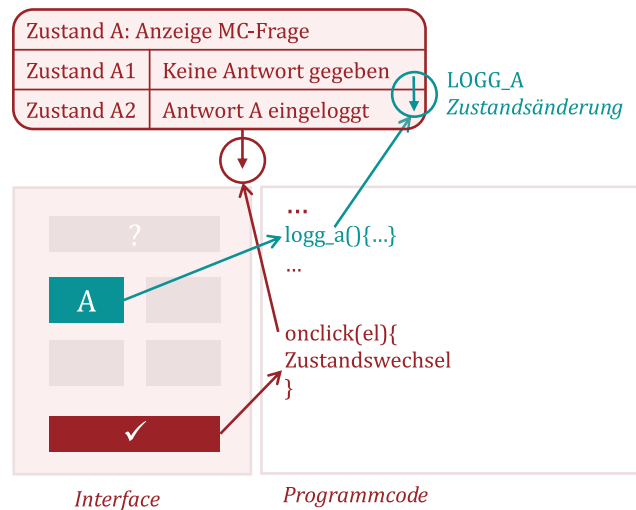 Zustand A: Anzeige MC-Frage
Zustand A1 Keine Antwort gegeben
Zustand A2 Antwort A eingeloggt
LOGG_A
Zustandsänderung
?
A
✓
...
logg_a(){...}
...
onclick(el){
Zustandswechsel
}
Interface
Programmcode